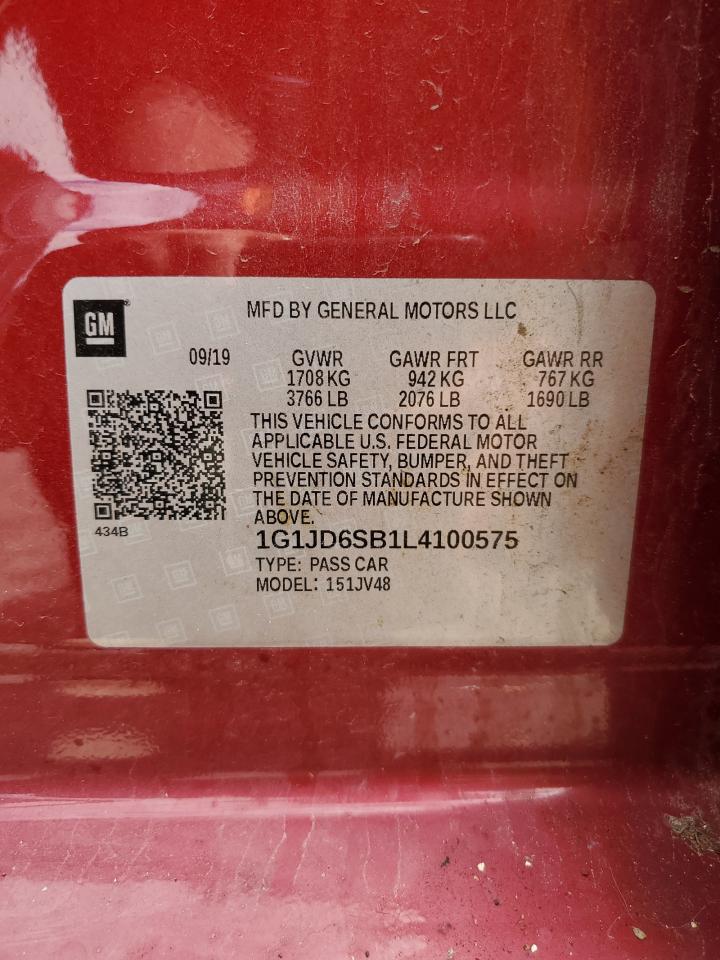 MFD BY GENERAL MOTORS LLC
GM®
09/19 GVWR GAWR FRT GAWR RR
1708 KG 942 KG 767 KG
3766 LB 2076 LB 1690 LB
THIS VEHICLE CONFORMS TO ALL
APPLICABLE U.S. FEDERAL MOTOR
VEHICLE SAFETY, BUMPER, AND THEFT
PREVENTION STANDARDS IN EFFECT ON
THE DATE OF MANUFACTURE SHOWN
ABOVE.
434B
1G1JD6SB1L4100575
TYPE: PASS CAR
MODEL: 151JV48